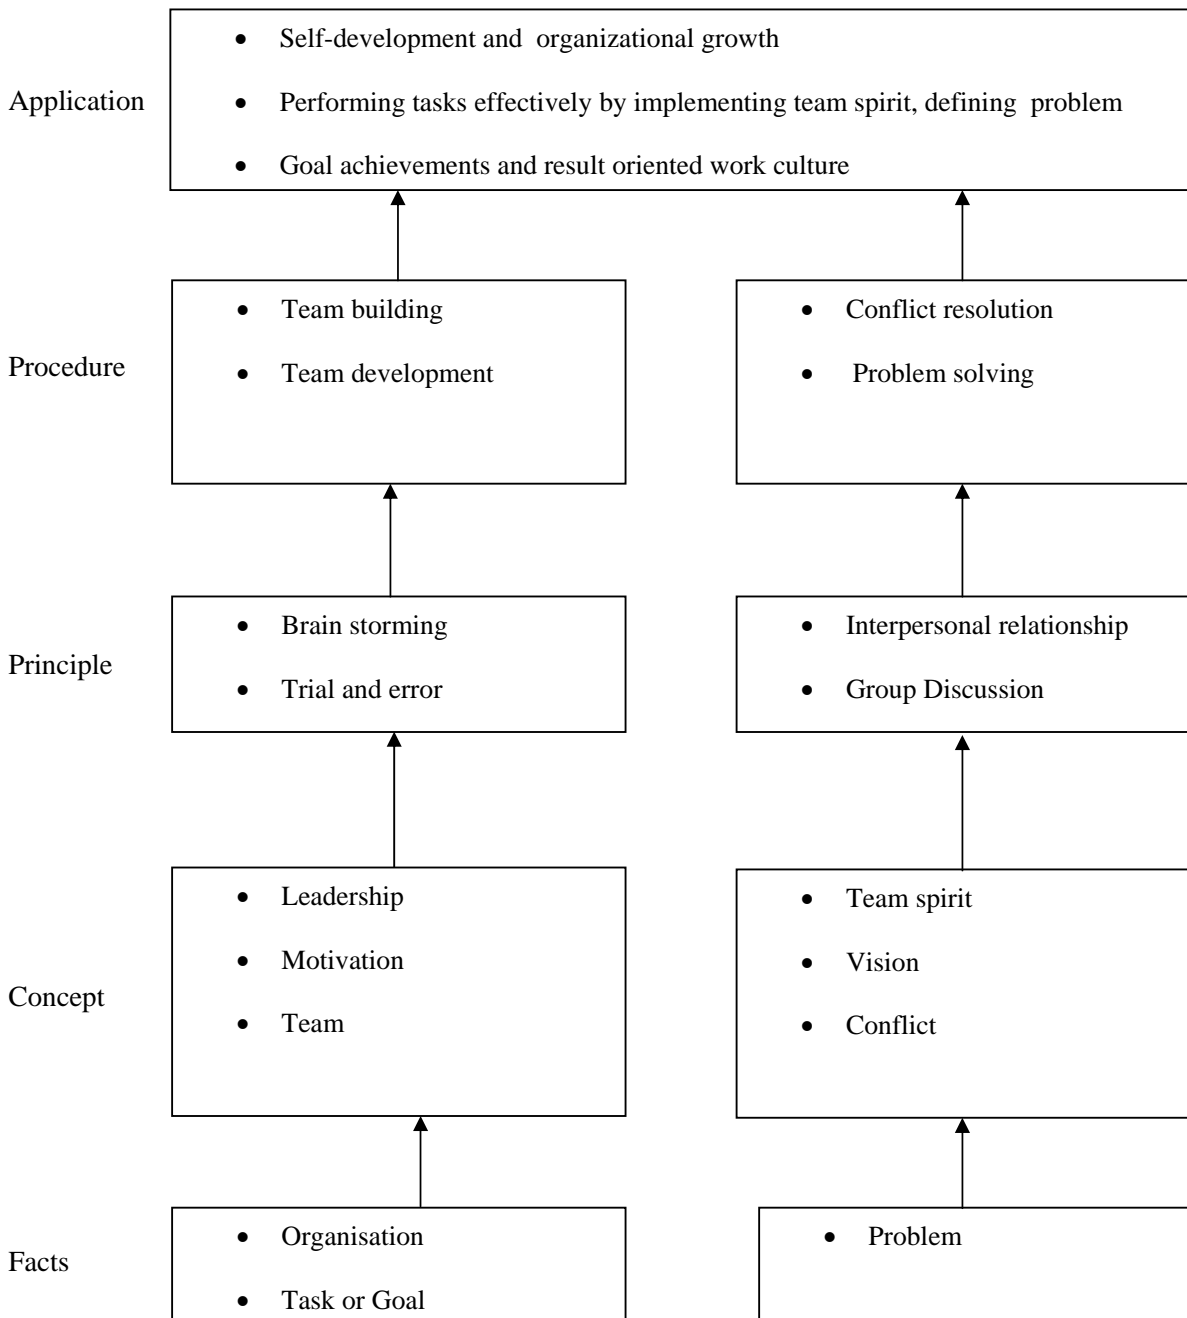 • Self-development and organizational growth
Application
• Performing tasks effectively by implementing team spirit, defining problem
• Goal achievements and result oriented work culture
Procedure
• Team building
• Team development
• Conflict resolution
• Problem solving
Principle
• Brain storming
• Trial and error
• Interpersonal relationship
• Group Discussion
Concept
• Leadership
• Motivation
• Team
• Team spirit
• Vision
• Conflict
Facts
• Organisation
• Task or Goal
• Problem